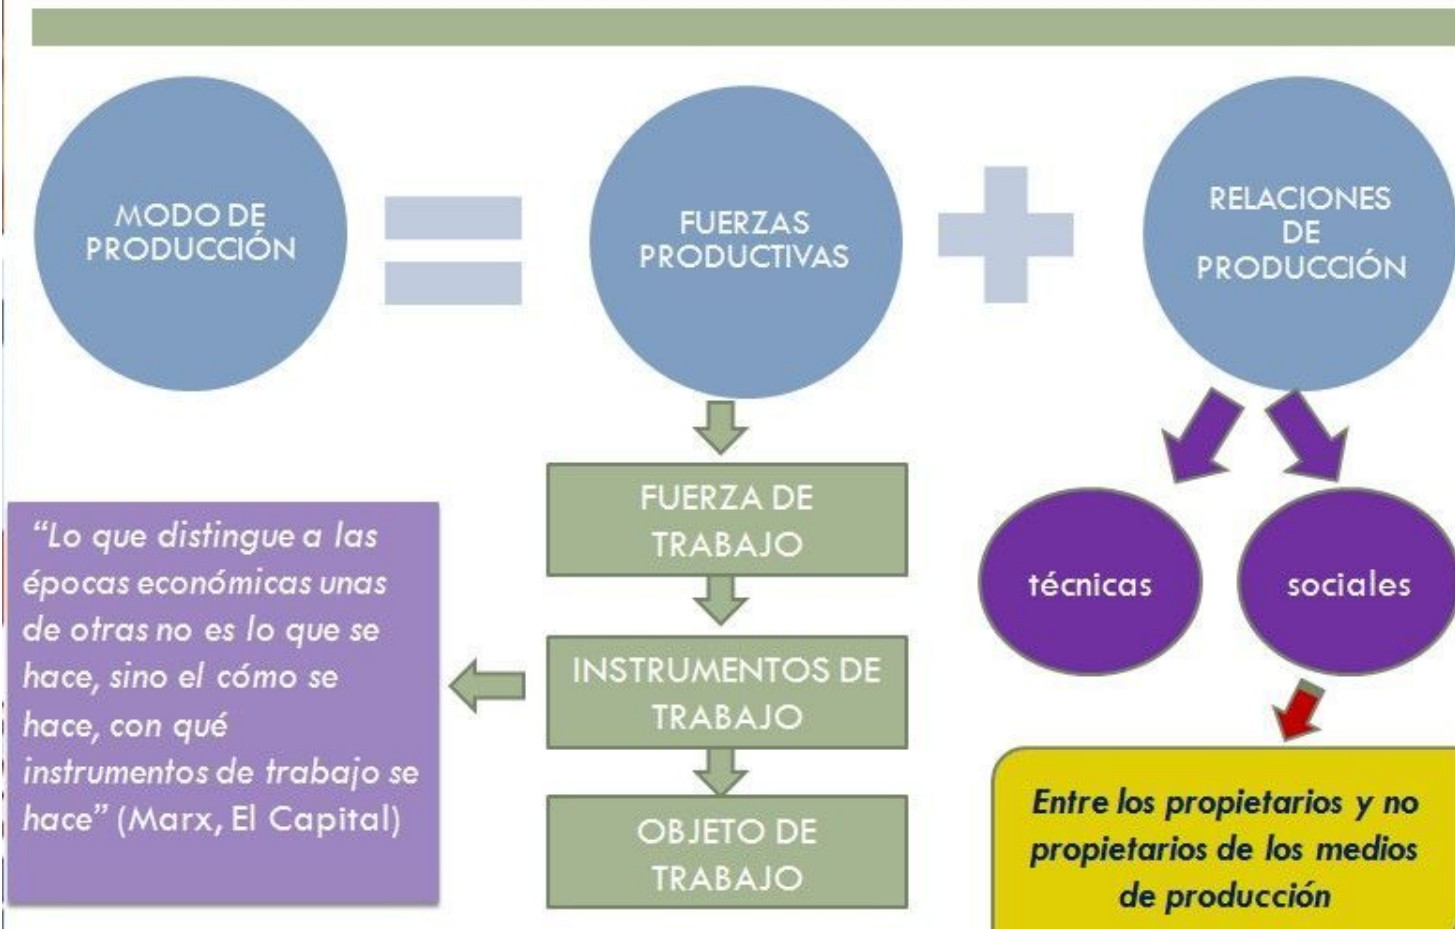 MODO DE
PRODUCCIÓN
FUERZAS
PRODUCTIVAS
RELACIONES
DE
PRODUCCIÓN
FUERZA DE
TRABAJO
INSTRUMENTOS DE
TRABAJO
OBJETO DE
TRABAJO
“Lo que distingue a las
épocas económicas unas
de otras no es lo que se
hace, sino el cómo se
hace, con qué
instrumentos de trabajo se
hace” (Marx, El Capital)
técnicas
sociales
Entre los propietarios y no
propietarios de los medios
de producción